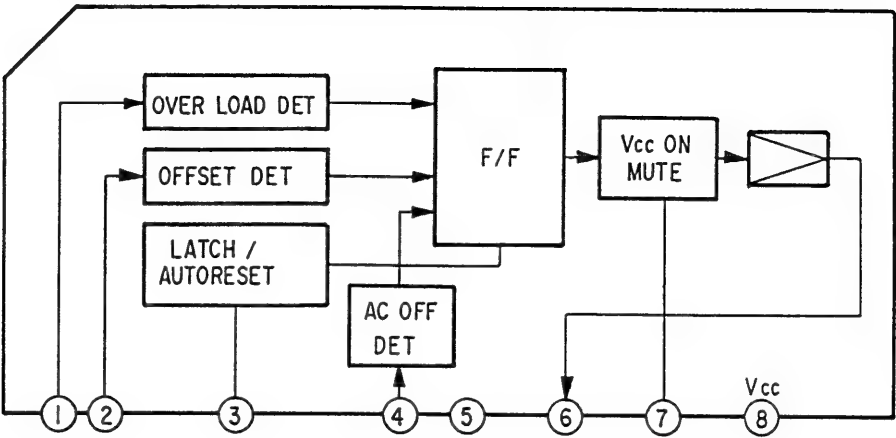 OVER LOAD DET
OFFSET DET
LATCH /
AUTORESET
F/F
Vcc ON
MUTE
AC OFF
DET
Vcc
1 2 3 4 5 6 7 8